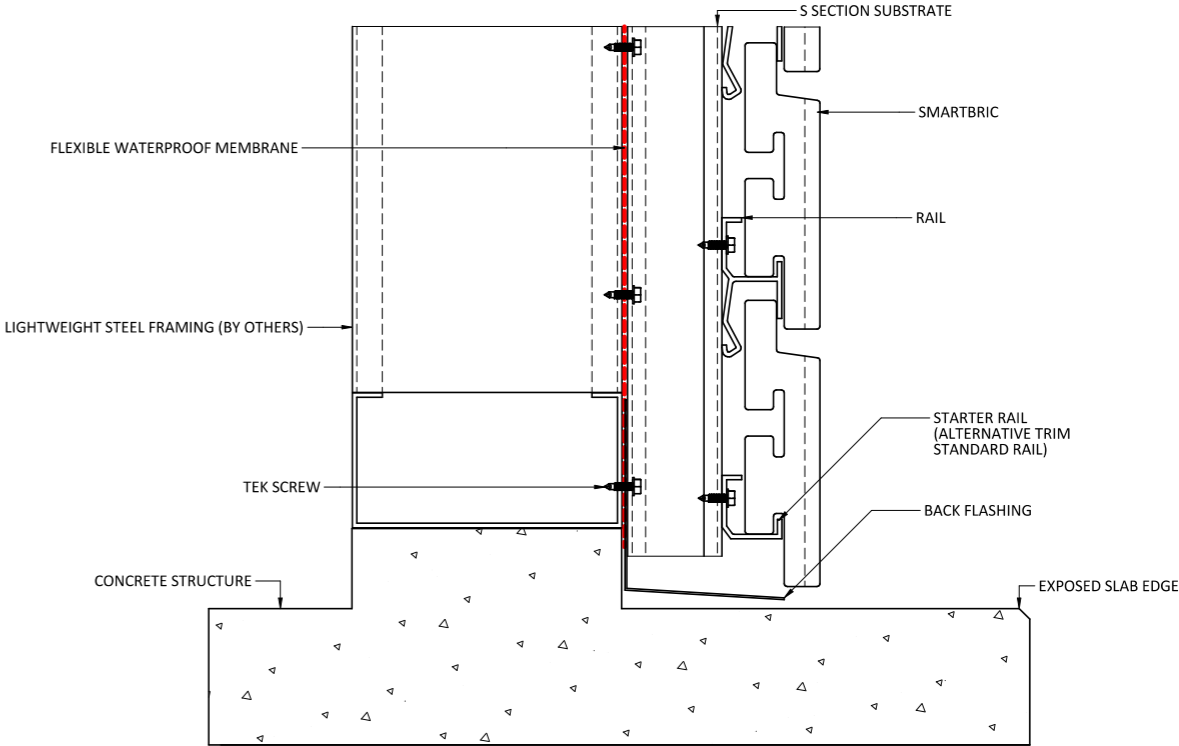 S SECTION SUBSTRATE
SMARTBRIC
FLEXIBLE WATERPROOF MEMBRANE
RAIL
LIGHTWEIGHT STEEL FRAMING (BY OTHERS)
STARTER RAIL
(ALTERNATIVE TRIM
STANDARD RAIL)
TEK SCREW
BACK FLASHING
CONCRETE STRUCTURE
EXPOSED SLAB EDGE